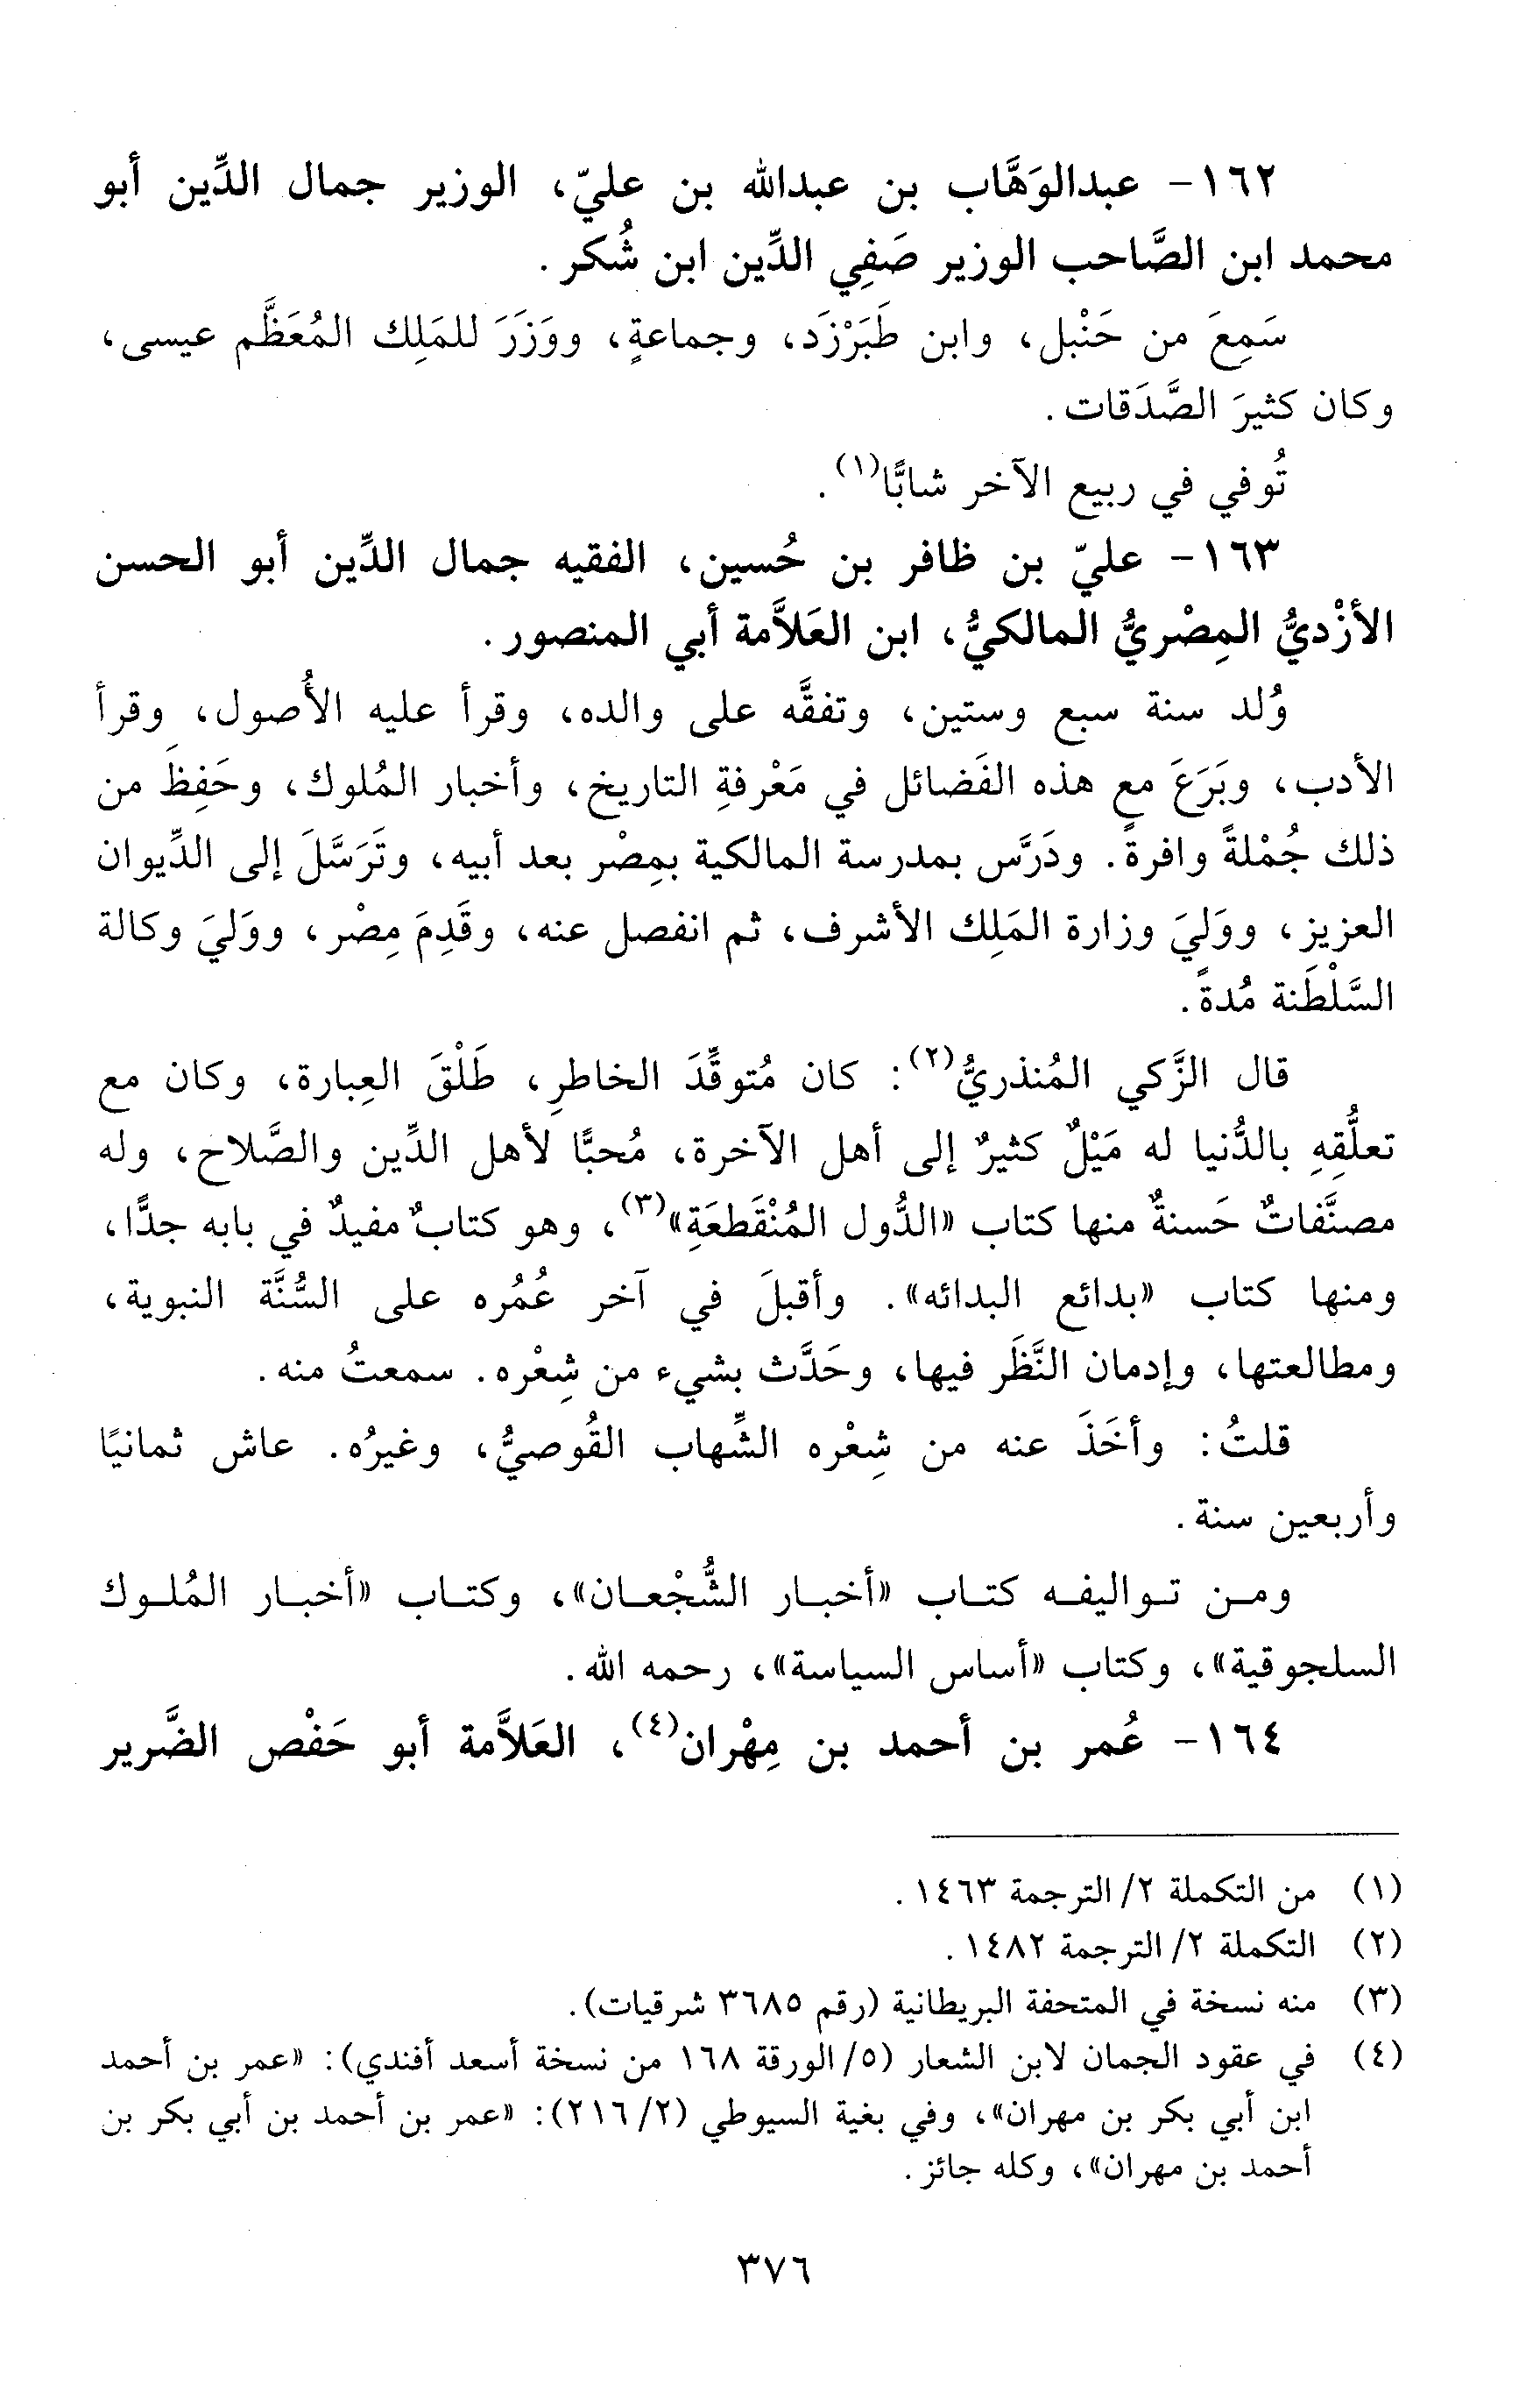 ١٦٢- عبدالوَهَّاب بن عبدالله بن عليّ، الوزير جمال الدِّين أبو
محمد ابن الصَّاحب الوزير صَفِي الدِّين ابن شُكر.
سَمِعَ من حَنْبل، وابن طَبَرْزَد، وجماعةٍ، ووَزَرَ للمَلِك المُعَظَّم عيسى،
وكان كثيرَ الصَّدَقات.
تُوفي في ربيع الآخر شابًّا(١).
١٦٣- عليّ بن ظافر بن حُسين، الفقيه جمال الدِّين أبو الحسن
الأزْديُّ المِصْريُّ المالكيُّ، ابن العَلاَّمة أبي المنصور.
وُلد سنة سبع وستين، وتفقَّه على والده، وقرأ عليه الأُصول، وقرأ
الأدب، وبَرَعَ مع هذه الفَضائل في مَعْرفةِ التاريخ، وأخبار المُلوك، وحَفِظَ من
ذلك جُمْلةً وافرةً. ودَرَّس بمدرسة المالكية بمِصْر بعد أبيه، وتَرَسَّلَ إلى الدِّيوان
العزيز، ووَليَ وزارة المَلِك الأشرف، ثم انفصل عنه، وقَدِمَ مِصْر، ووَليَ وكالة
السَّلْطَنة مُدةً.
قال الزَّكي المُنذريُّ(٢): كان مُتوقِّدَ الخاطرِ، طَلْقَ العِبارة، وكان مع
تعلُّقِهِ بالدُّنيا له مَيْلٌ كثيرٌ إلى أهل الآخرة، مُحبًّا لأهل الدِّين والصَّلاح، وله
مصنَّفاتٌ حَسنةٌ منها كتاب «الدُّول المُنْقَطعَةِ»(٣)، وهو كتابٌ مفيدٌ في بابه جدًّا،
ومنها كتاب «بدائع البدائه». وأقبلَ في آخر عُمُره على السُّنَّة النبوية،
ومطالعتها، وإدمان النَّظَر فيها، وحَدَّث بشيء من شِعْره. سمعتُ منه.
قلتُ: وأخَذَ عنه من شِعْره الشِّهاب القُوصيُّ، وغيرُه. عاش ثمانيًا
وأربعين سنة.
ومن تواليفه كتاب «أخبار الشُّجْعان»، وكتاب «أخبار المُلوك
السلجوقية»، وكتاب «أساس السياسة»، رحمه الله.
١٦٤- عُمر بن أحمد بن مِهْران(٤)، العَلاَّمة أبو حَفْص الضَّرير
(١) من التكملة ٢/ الترجمة ١٤٦٣.
(٢) التكملة ٢/ الترجمة ١٤٨٢.
(٣) منه نسخة في المتحفة البريطانية (رقم ٣٦٨٥ شرقيات).
(٤) في عقود الجمان لابن الشعار (٥/ الورقة ١٦٨ من نسخة أسعد أفندي): «عمر بن أحمد
ابن أبي بكر بن مهران»، وفي بغية السيوطي (٢/ ٢١٦): «عمر بن أحمد بن أبي بكر بن
أحمد بن مهران»، وكله جائز.
٣٧٦